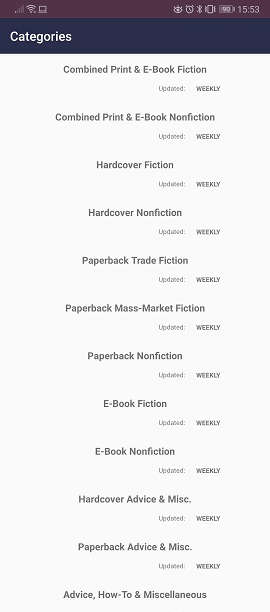 90 15:53
Categories
Combined Print & E-Book Fiction
Updated: WEEKLY
Combined Print & E-Book Nonfiction
Updated: WEEKLY
Hardcover Fiction
Updated: WEEKLY
Hardcover Nonfiction
Updated: WEEKLY
Paperback Trade Fiction
Updated: WEEKLY
Paperback Mass-Market Fiction
Updated: WEEKLY
Paperback Nonfiction
Updated: WEEKLY
E-Book Fiction
Updated: WEEKLY
E-Book Nonfiction
Updated: WEEKLY
Hardcover Advice & Misc.
Updated: WEEKLY
Paperback Advice & Misc.
Updated: WEEKLY
Advice, How-To & Miscellaneous